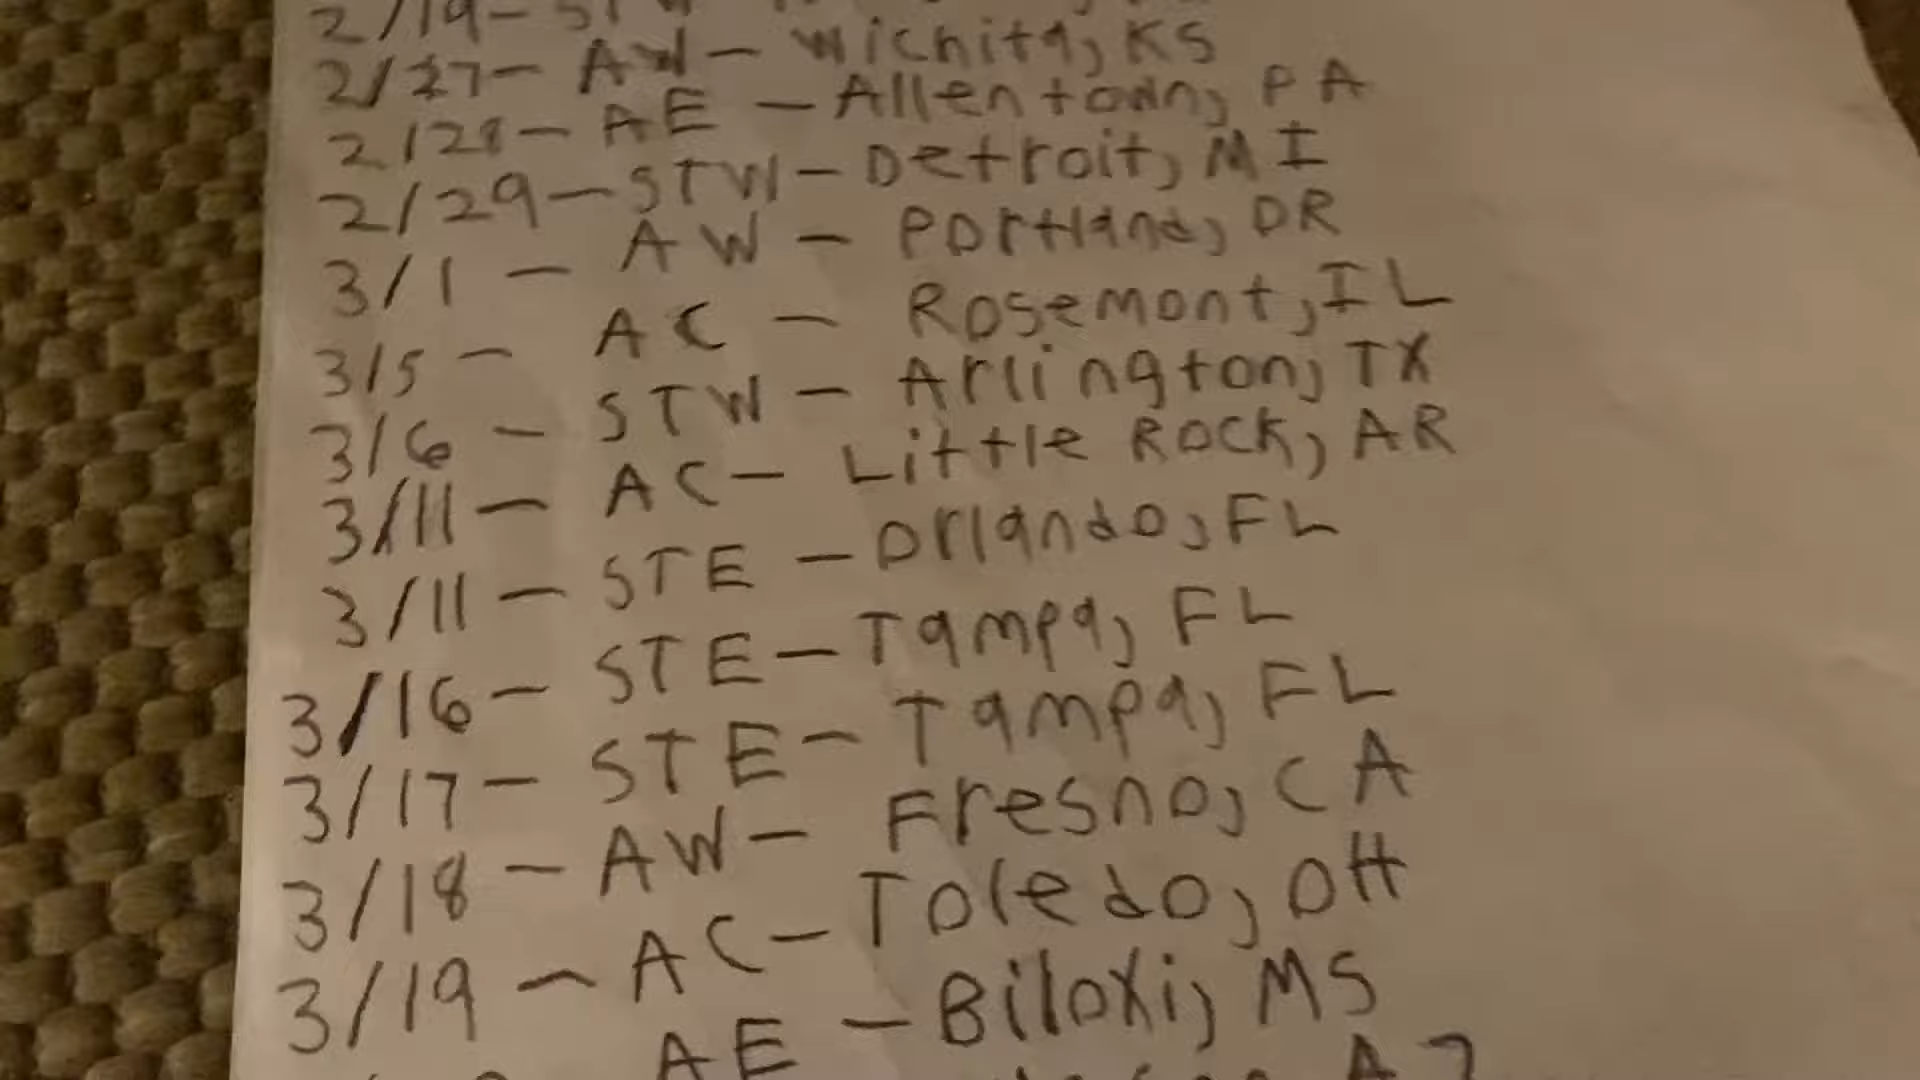 2/19- STW
2/27- AW- Wichita, KS
2/28- AE - Allentown, PA
2/29- STW- Detroit, MI
3/1 - AW - Portland, OR
3/5 - AC - Rosemont, IL
3/6 - STW - Arlington, TX
3/11 - AC- Little Rock, AR
3/11 - STE - Orlando, FL
3/16 - STE - Tampa, FL
3/17 - STE - Tampa, FL
3/18 - AW - Fresno, CA
3/19 - AC - Toledo, OH
AE - Biloxi, MS